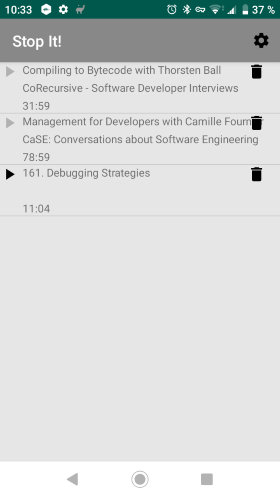 10:33
37 %
Stop It!
Compiling to Bytecode with Thorsten Ball
CoRecursive - Software Developer Interviews
31:59
Management for Developers with Camille Fourn
CaSE: Conversations about Software Engineering
78:59
161. Debugging Strategies
11:04